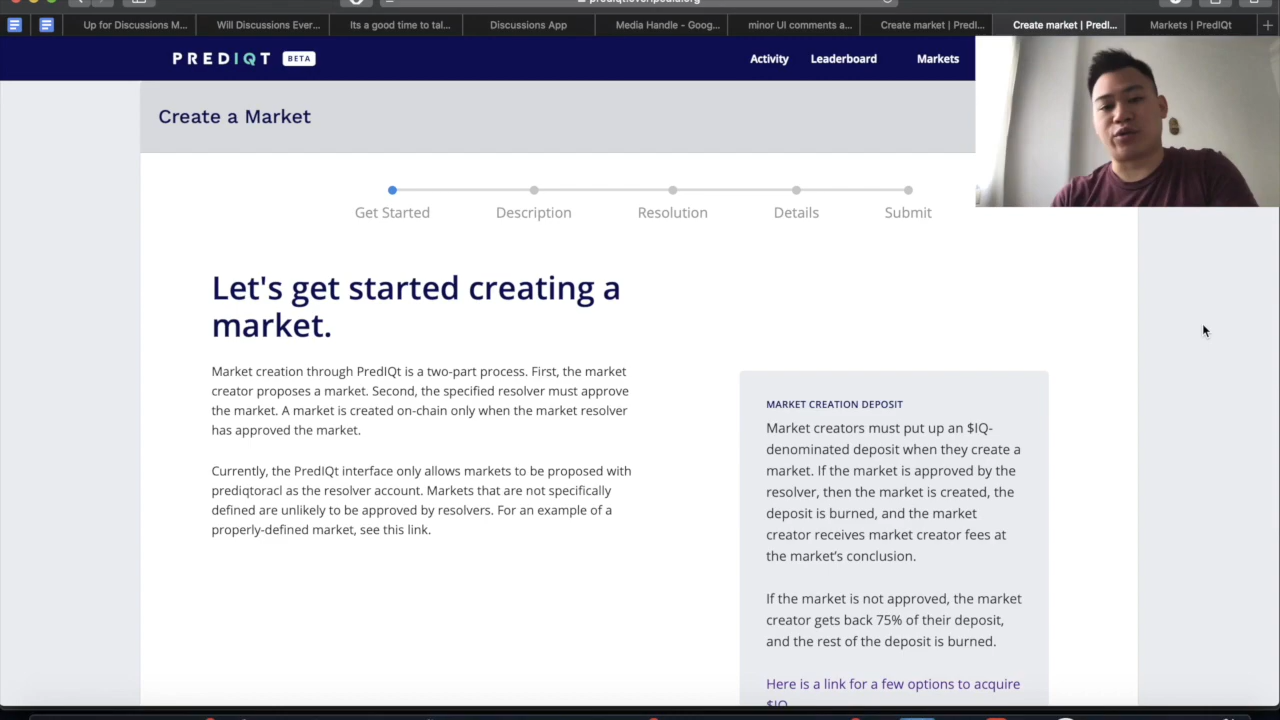 prediqt.everipedia.org
Up for Discussions M...
Will Discussions Ever...
Its a good time to tal...
Discussions App
Media Handle - Goog...
minor UI comments a...
Create market | PredI...
Create market | PredI...
Markets | PredIQt
PREDIQT BETA
Activity
Leaderboard
Markets
Create a Market
Get Started
Description
Resolution
Details
Submit
Let's get started creating a
market.
Market creation through PredIQt is a two-part process. First, the market
creator proposes a market. Second, the specified resolver must approve
the market. A market is created on-chain only when the market resolver
has approved the market.
Currently, the PredIQt interface only allows markets to be proposed with
prediqtoracl as the resolver account. Markets that are not specifically
defined are unlikely to be approved by resolvers. For an example of a
properly-defined market, see this link.
MARKET CREATION DEPOSIT
Market creators must put up an $IQ-
denominated deposit when they create a
market. If the market is approved by the
resolver, then the market is created, the
deposit is burned, and the market
creator receives market creator fees at
the market's conclusion.
If the market is not approved, the market
creator gets back 75% of their deposit,
and the rest of the deposit is burned.
Here is a link for a few options to acquire
$IQ